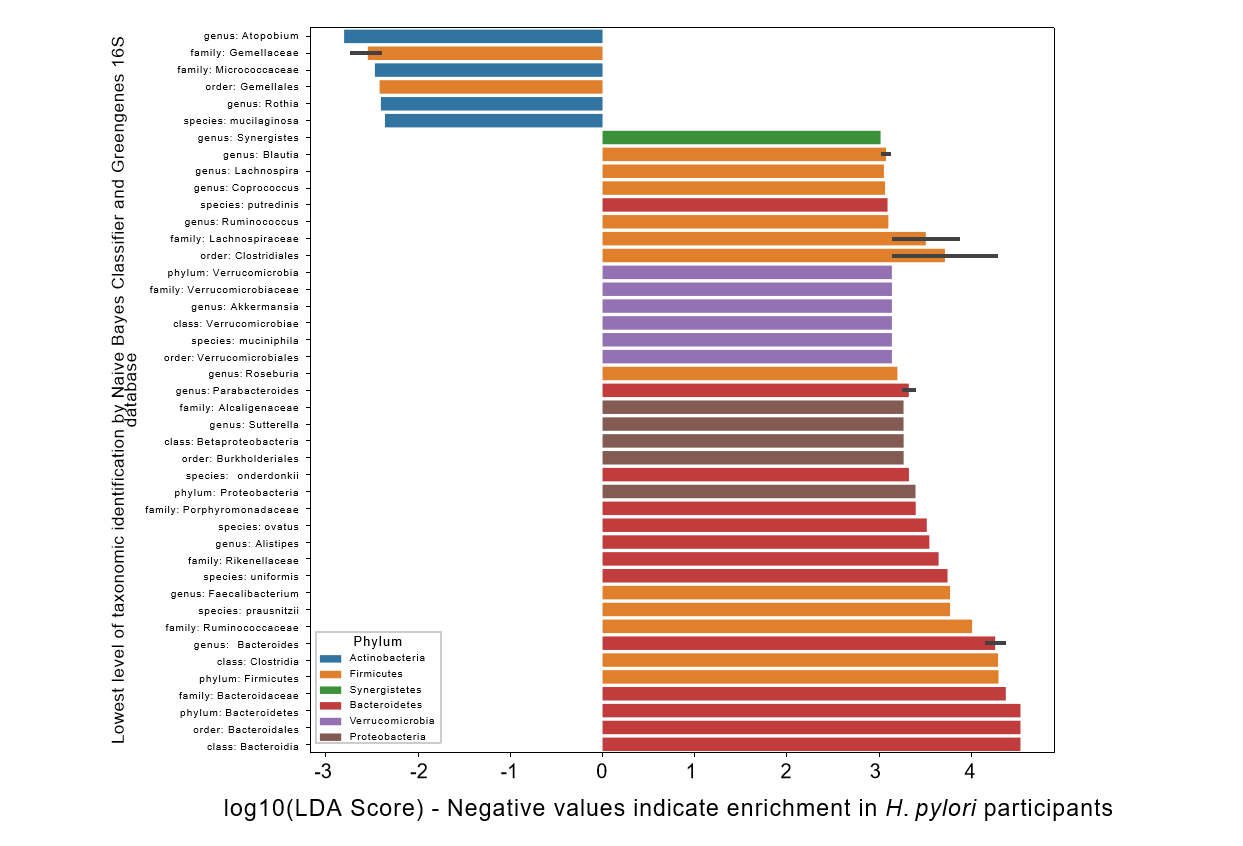 Lowest level of taxonomic identification by Naive Bayes Classifier and Greengenes 16S
database
genus: Atopobium
family: Gemellaceae
family: Micrococcaceae
order: Gemellales
genus: Rothia
species: mucilaginosa
genus: Synergistes
genus: Blautia
genus: Lachnospira
genus: Coprococcus
species: putredinis
genus: Ruminococcus
family: Lachnospiraceae
order: Clostridiales
phylum: Verrucomicrobia
family: Verrucomicrobiaceae
genus: Akkermansia
class: Verrucomicrobiae
species: muciniphila
order: Verrucomicrobiales
genus: Roseburia
genus: Parabacteroides
family: Alcaligenaceae
genus: Sutterella
class: Betaproteobacteria
order: Burkholderiales
species: onderdonkii
phylum: Proteobacteria
family: Porphyromonadaceae
species: ovatus
genus: Alistipes
family: Rikenellaceae
species: uniformis
genus: Faecalibacterium
species: prausnitzii
family: Ruminococcaceae
genus: Bacteroides
class: Clostridia
phylum: Firmicutes
family: Bacteroidaceae
phylum: Bacteroidetes
order: Bacteroidales
class: Bacteroidia
Phylum
Actinobacteria
Firmicutes
Synergistetes
Bacteroidetes
Verrucomicrobia
Proteobacteria
-3 -2 -1 0 1 2 3 4
log10(LDA Score) - Negative values indicate enrichment in H. pylori participants